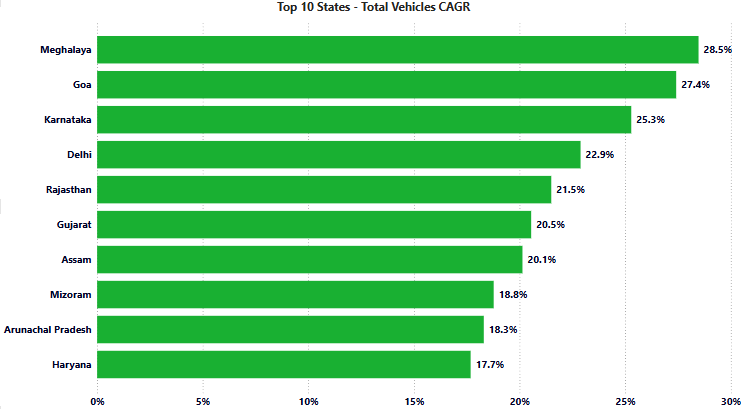 Top 10 States - Total Vehicles CAGR
Meghalaya 28.5%
Goa 27.4%
Karnataka 25.3%
Delhi 22.9%
Rajasthan 21.5%
Gujarat 20.5%
Assam 20.1%
Mizoram 18.8%
Arunachal Pradesh 18.3%
Haryana 17.7%
0% 5% 10% 15% 20% 25% 30%